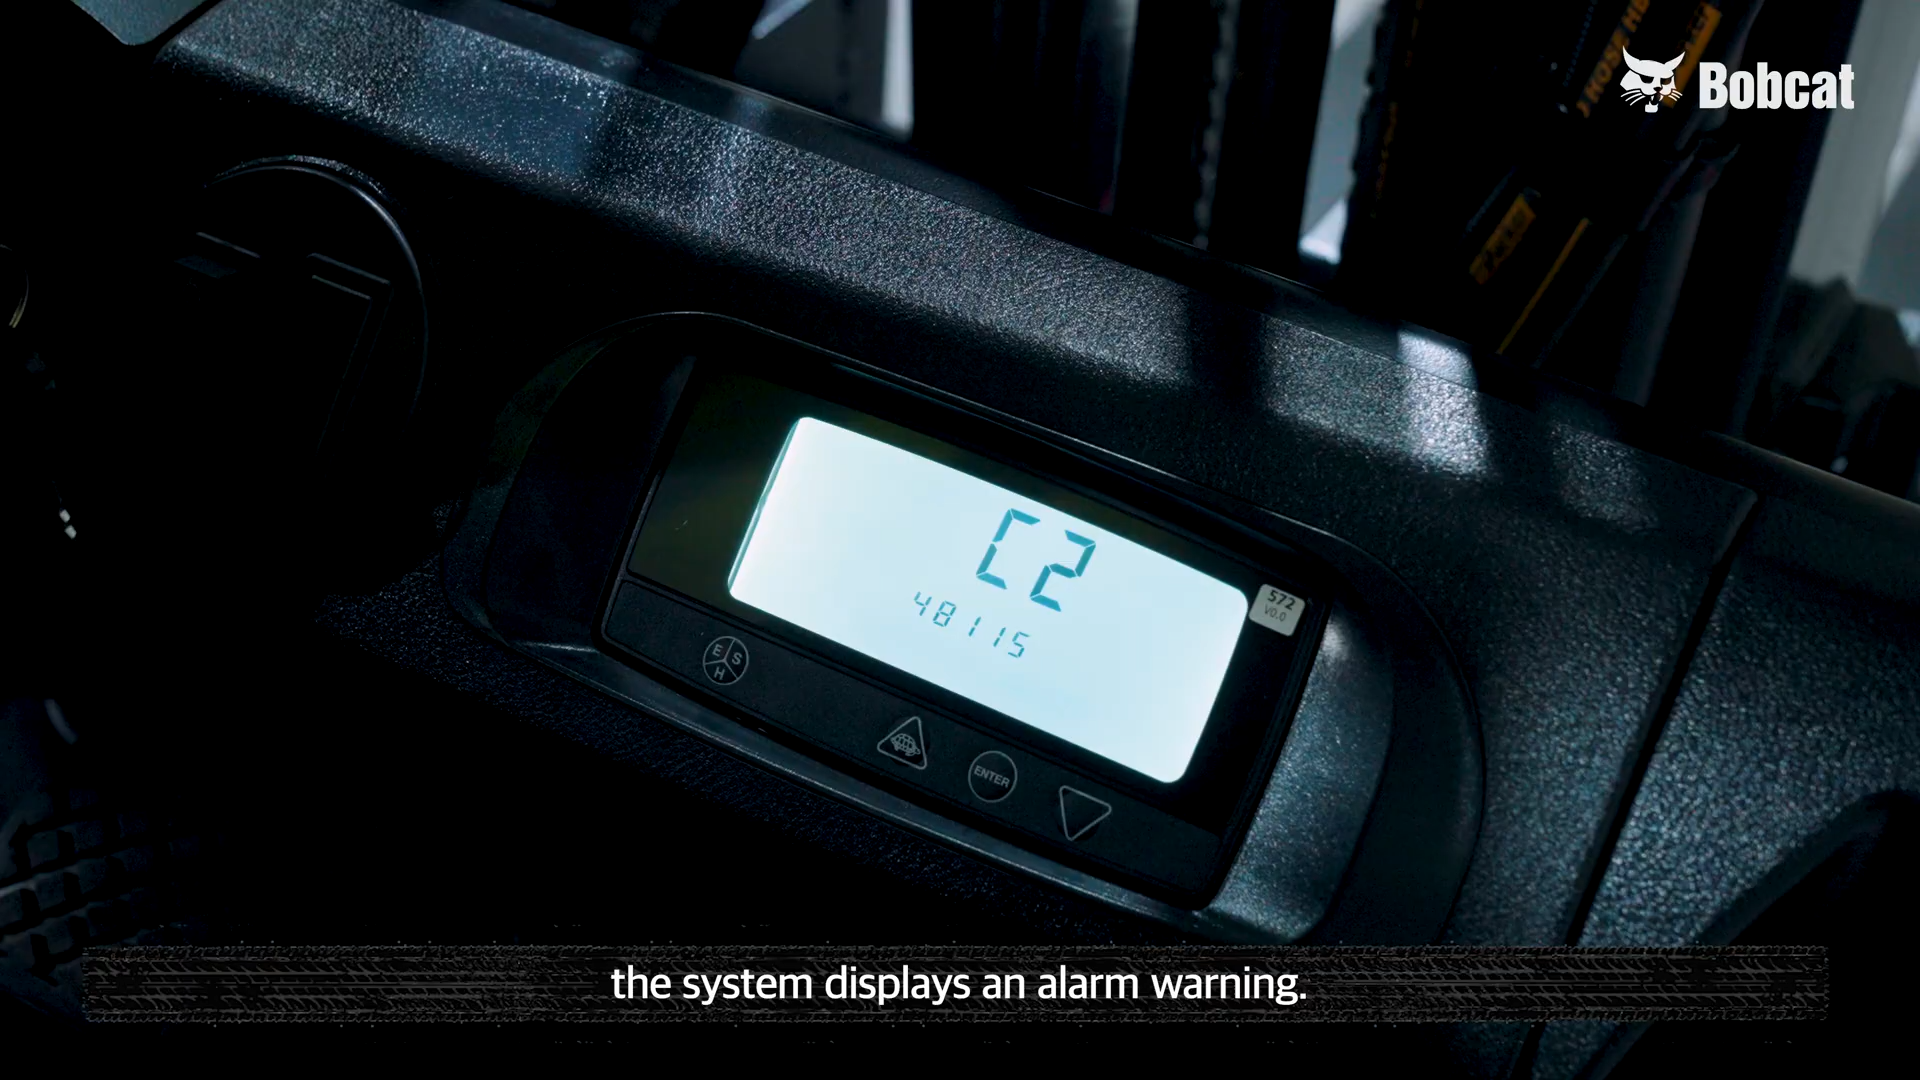 Bobcat
C2
48115
572
V0.0
E S
H
ENTER
the system displays an alarm warning.